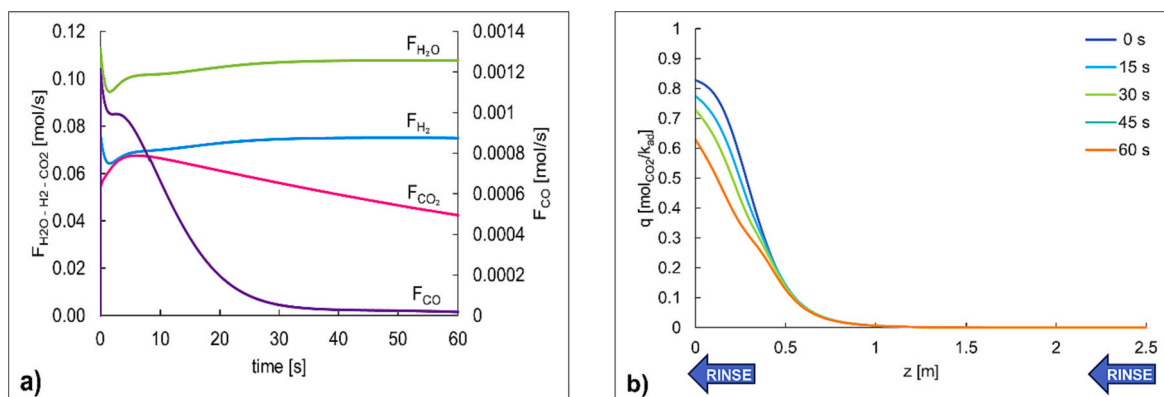 0.12
0.10
0.08
0.06
0.04
0.02
0.00
F_H2O - H2 - CO2 [mol/s]
0.0014
0.0012
0.001
0.0008
0.0006
0.0004
0.0002
0
F_CO [mol/s]
F_H₂O
F_H₂
F_CO₂
F_CO
0 10 20 30 40 50 60
time [s]
a)
1
0.9
0.8
0.7
0.6
0.5
0.4
0.3
0.2
0.1
0
q [mol_CO2/k_ad]
0 s
15 s
30 s
45 s
60 s
0 0.5 1 1.5 2 2.5
z [m]
RINSE
RINSE
b)